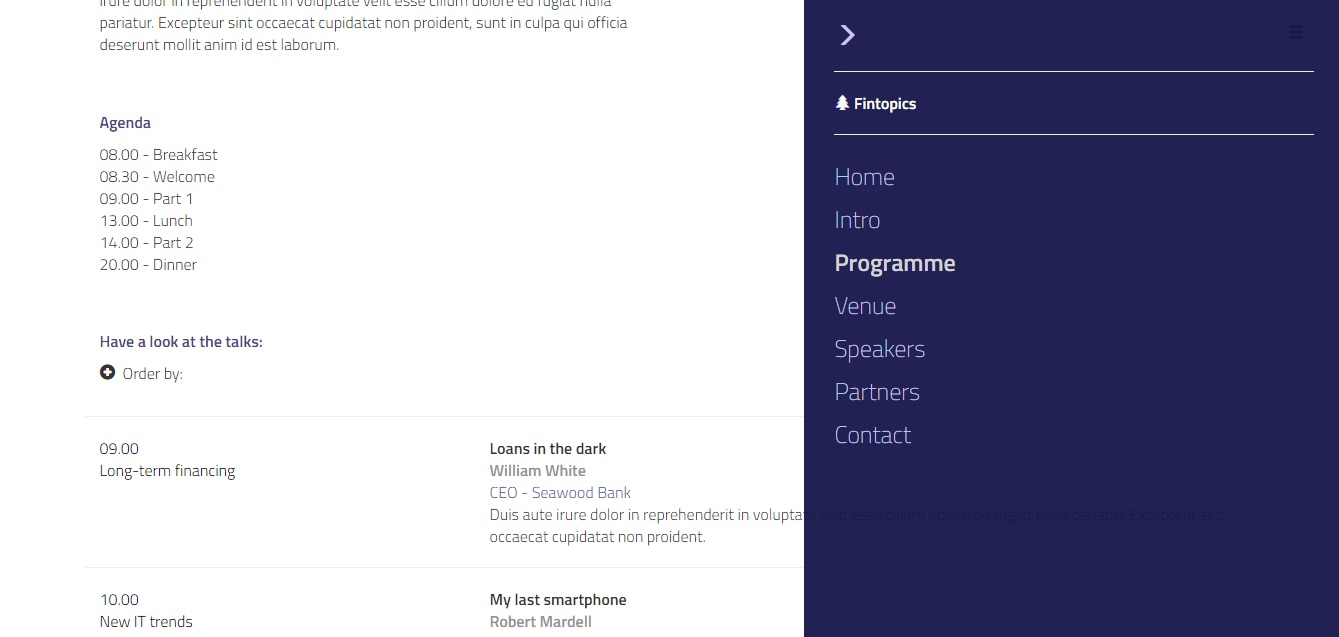 irure dolor in reprehenderit in voluptate velit esse cillum dolore eu fugiat nulla
pariatur. Excepteur sint occaecat cupidatat non proident, sunt in culpa qui officia
deserunt mollit anim id est laborum.
Agenda
08.00 - Breakfast
08.30 - Welcome
09.00 - Part 1
13.00 - Lunch
14.00 - Part 2
20.00 - Dinner
Have a look at the talks:
Order by:
09.00
Long-term financing
Loans in the dark
William White
CEO - Seawood Bank
Duis aute irure dolor in reprehenderit in voluptate velit esse cillum dolore eu fugiat nulla pariatur. Excepteur sint
occaecat cupidatat non proident.
10.00
New IT trends
My last smartphone
Robert Mardell
Fintopics
Home
Intro
Programme
Venue
Speakers
Partners
Contact